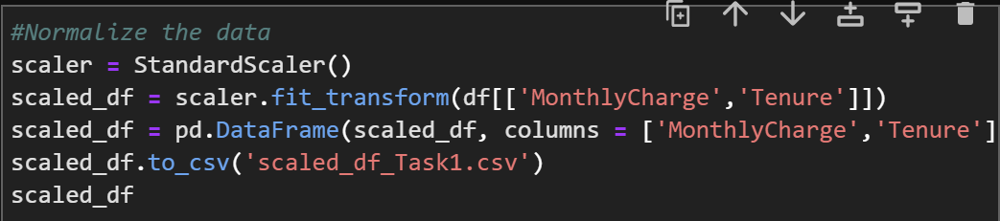 #Normalize the data
scaler = StandardScaler()
scaled_df = scaler.fit_transform(df[['MonthlyCharge','Tenure']])
scaled_df = pd.DataFrame(scaled_df, columns = ['MonthlyCharge','Tenure']
scaled_df.to_csv('scaled_df_Task1.csv')
scaled_df